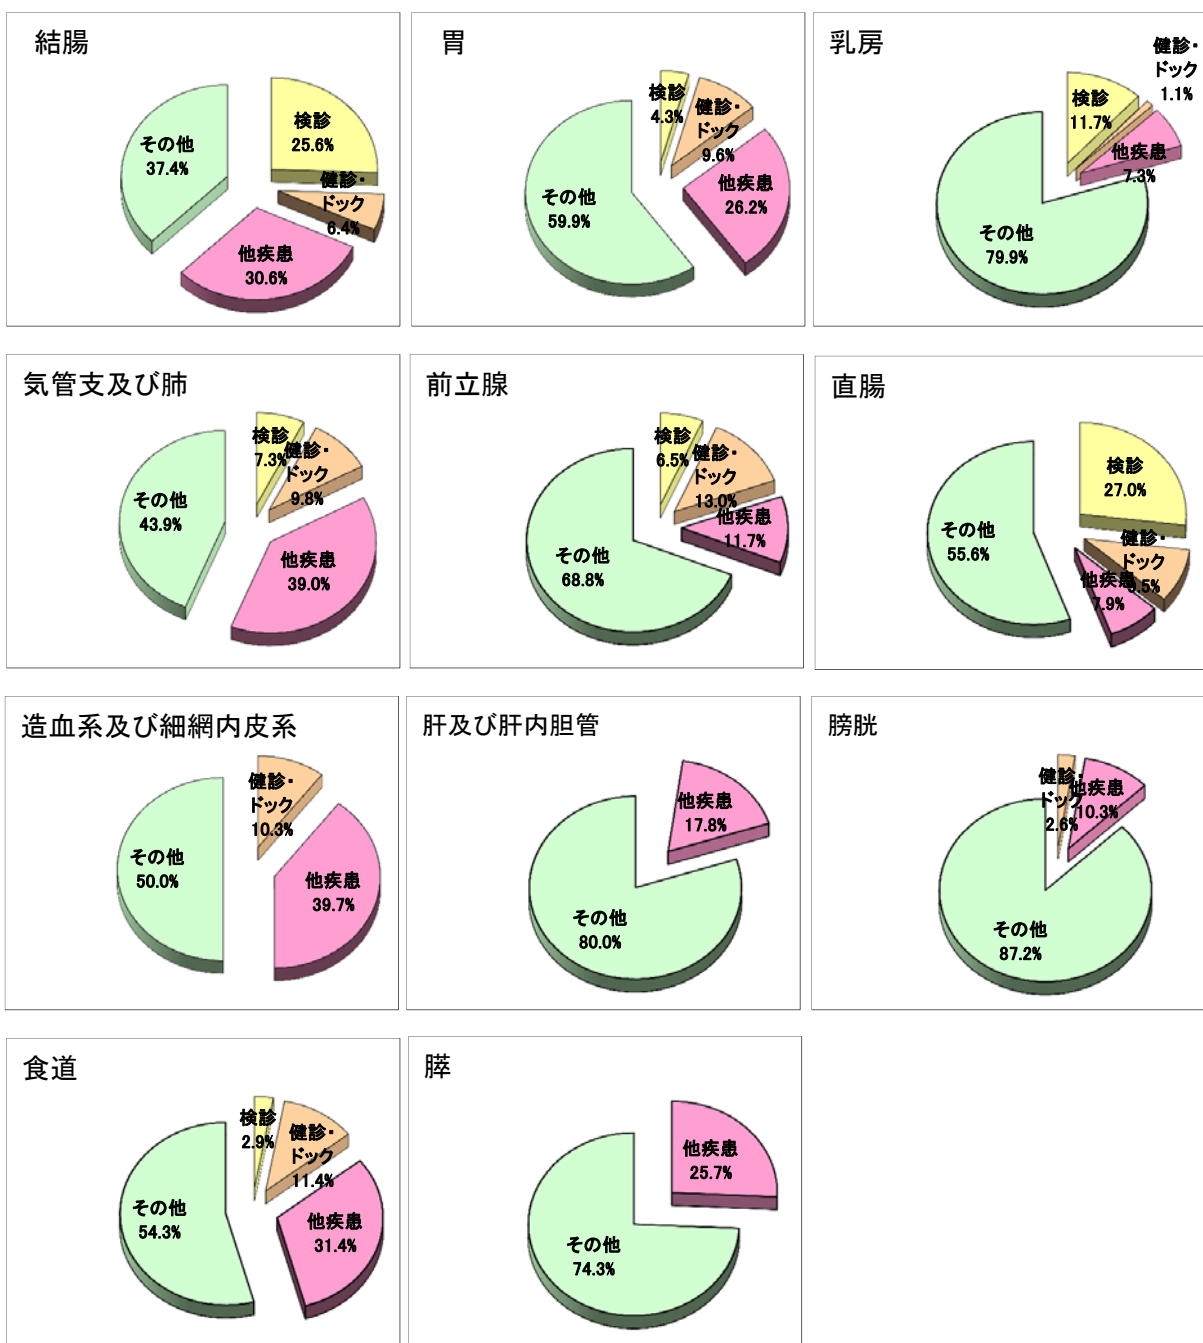 結腸
検診
25.6%
健診・
ドック
6.4%
他疾患
30.6%
その他
37.4%
胃
検診
4.3%
健診・
ドック
9.6%
他疾患
26.2%
その他
59.9%
乳房
検診
11.7%
健診・
ドック
1.1%
他疾患
7.3%
その他
79.9%
気管支及び肺
検診
7.3%
健診・
ドック
9.8%
他疾患
39.0%
その他
43.9%
前立腺
検診
6.5%
健診・
ドック
13.0%
他疾患
11.7%
その他
68.8%
直腸
検診
27.0%
健診・
ドック
他疾患
7.9%
その他
55.6%
造血系及び細網内皮系
健診・
ドック
10.3%
他疾患
39.7%
その他
50.0%
肝及び肝内胆管
他疾患
17.8%
その他
80.0%
膀胱
健診・
ドック
2.6%
他疾患
10.3%
その他
87.2%
食道
検診
2.9%
健診・
ドック
11.4%
他疾患
31.4%
その他
54.3%
膵
他疾患
25.7%
その他
74.3%